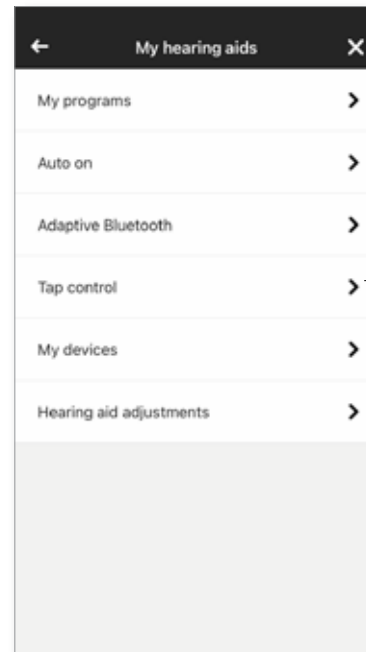 My hearing aids
My programs
Auto on
Adaptive Bluetooth
Tap control
My devices
Hearing aid adjustments